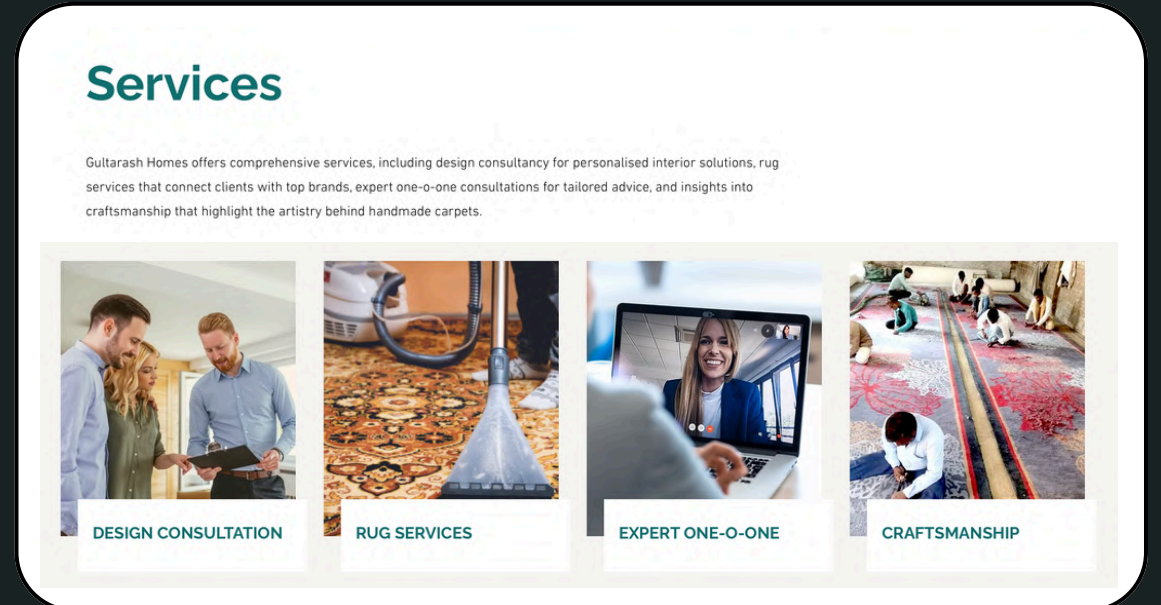 Services
Gultarash Homes offers comprehensive services, including design consultancy for personalised interior solutions, rug
services that connect clients with top brands, expert one-o-one consultations for tailored advice, and insights into
craftsmanship that highlight the artistry behind handmade carpets.
DESIGN CONSULTATION
RUG SERVICES
EXPERT ONE-O-ONE
CRAFTSMANSHIP